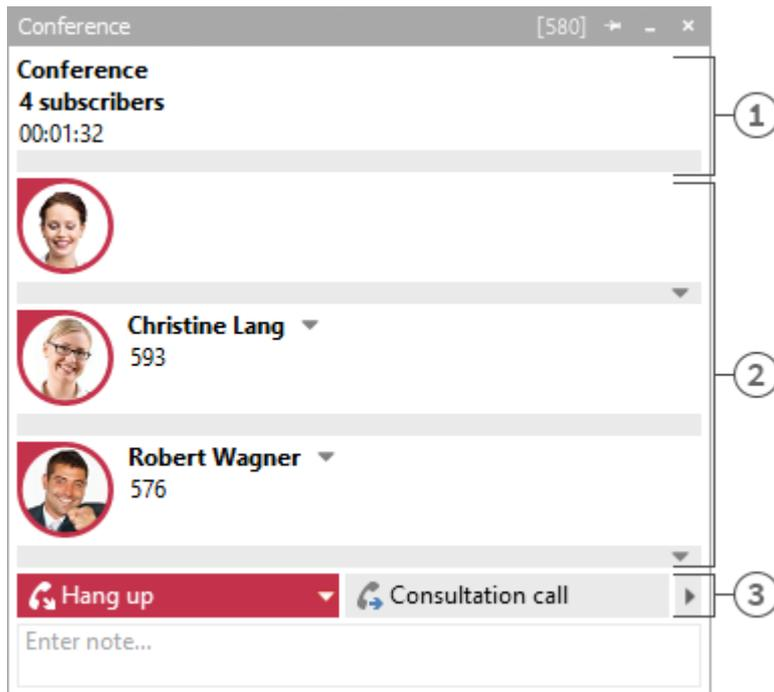 Conference [580]
Conference
4 subscribers
00:01:32
1
Christine Lang
593
2
Robert Wagner
576
Hang up Consultation call
3
Enter note...